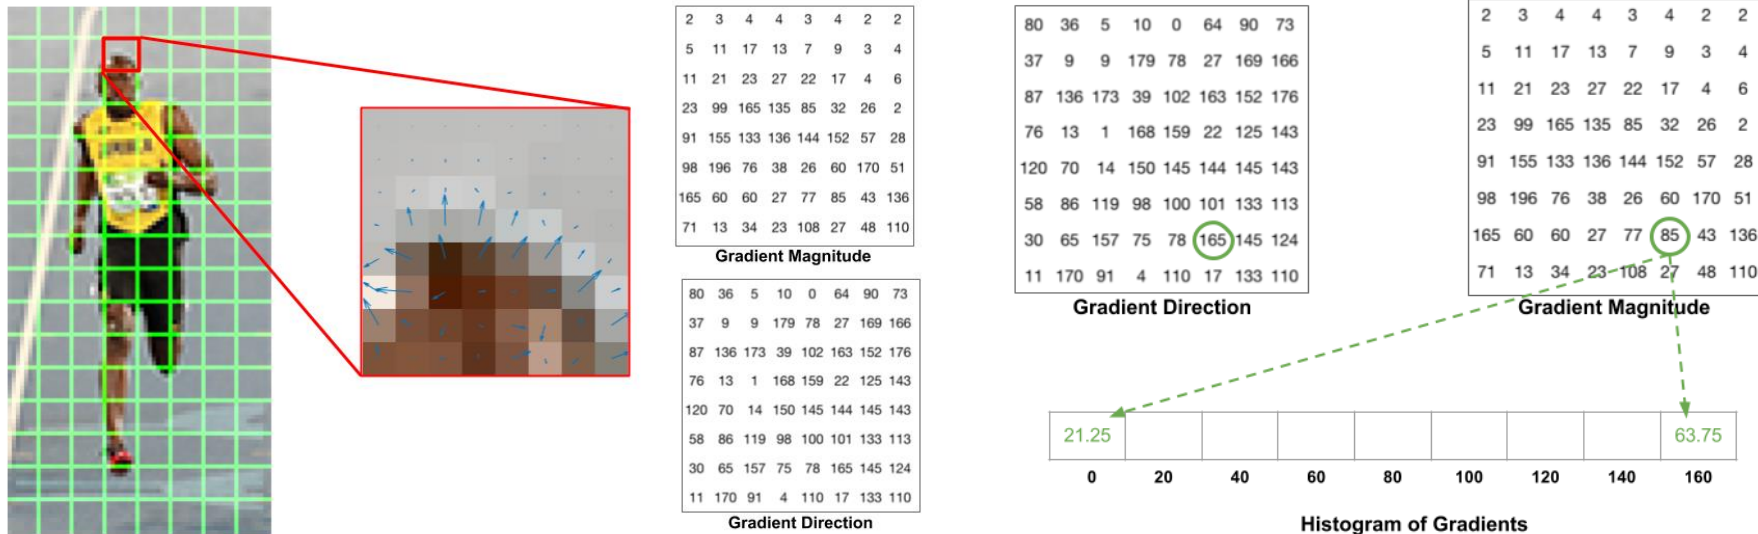 2 3 4 4 3 4 2 2
5 11 17 13 7 9 3 4
11 21 23 27 22 17 4 6
23 99 165 135 85 32 26 2
91 155 133 136 144 152 57 28
98 196 76 38 26 60 170 51
165 60 60 27 77 85 43 136
71 13 34 23 108 27 48 110
Gradient Magnitude
80 36 5 10 0 64 90 73
37 9 9 179 78 27 169 166
87 136 173 39 102 163 152 176
76 13 1 168 159 22 125 143
120 70 14 150 145 144 145 143
58 86 119 98 100 101 133 113
30 65 157 75 78 165 145 124
11 170 91 4 110 17 133 110
Gradient Direction
80 36 5 10 0 64 90 73
37 9 9 179 78 27 169 166
87 136 173 39 102 163 152 176
76 13 1 168 159 22 125 143
120 70 14 150 145 144 145 143
58 86 119 98 100 101 133 113
30 65 157 75 78 165 145 124
11 170 91 4 110 17 133 110
Gradient Direction
2 3 4 4 3 4 2 2
5 11 17 13 7 9 3 4
11 21 23 27 22 17 4 6
23 99 165 135 85 32 26 2
91 155 133 136 144 152 57 28
98 196 76 38 26 60 170 51
165 60 60 27 77 85 43 136
71 13 34 23 108 27 48 110
Gradient Magnitude
21.25 63.75
0 20 40 60 80 100 120 140 160
Histogram of Gradients